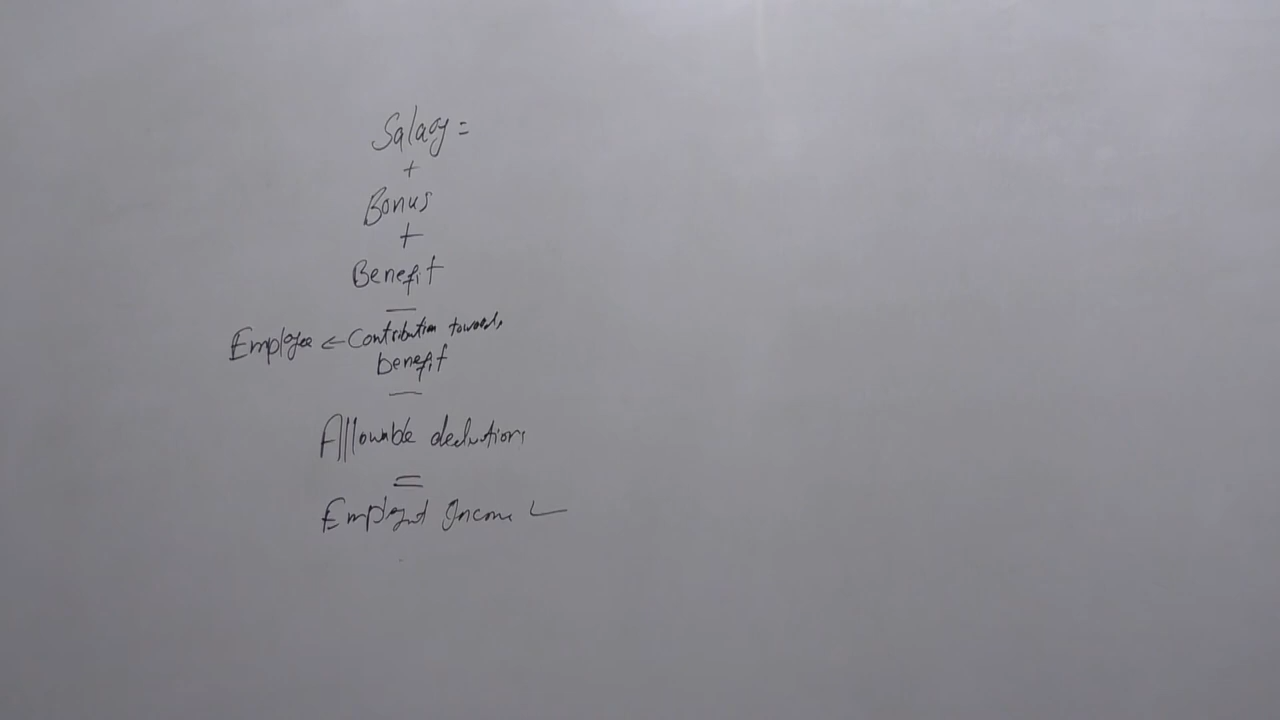 Salary =
+
Bonus
+
Benefit
—
Employee ← Contribution towards
benefit
—
Allowable deductions
=
Employment Income